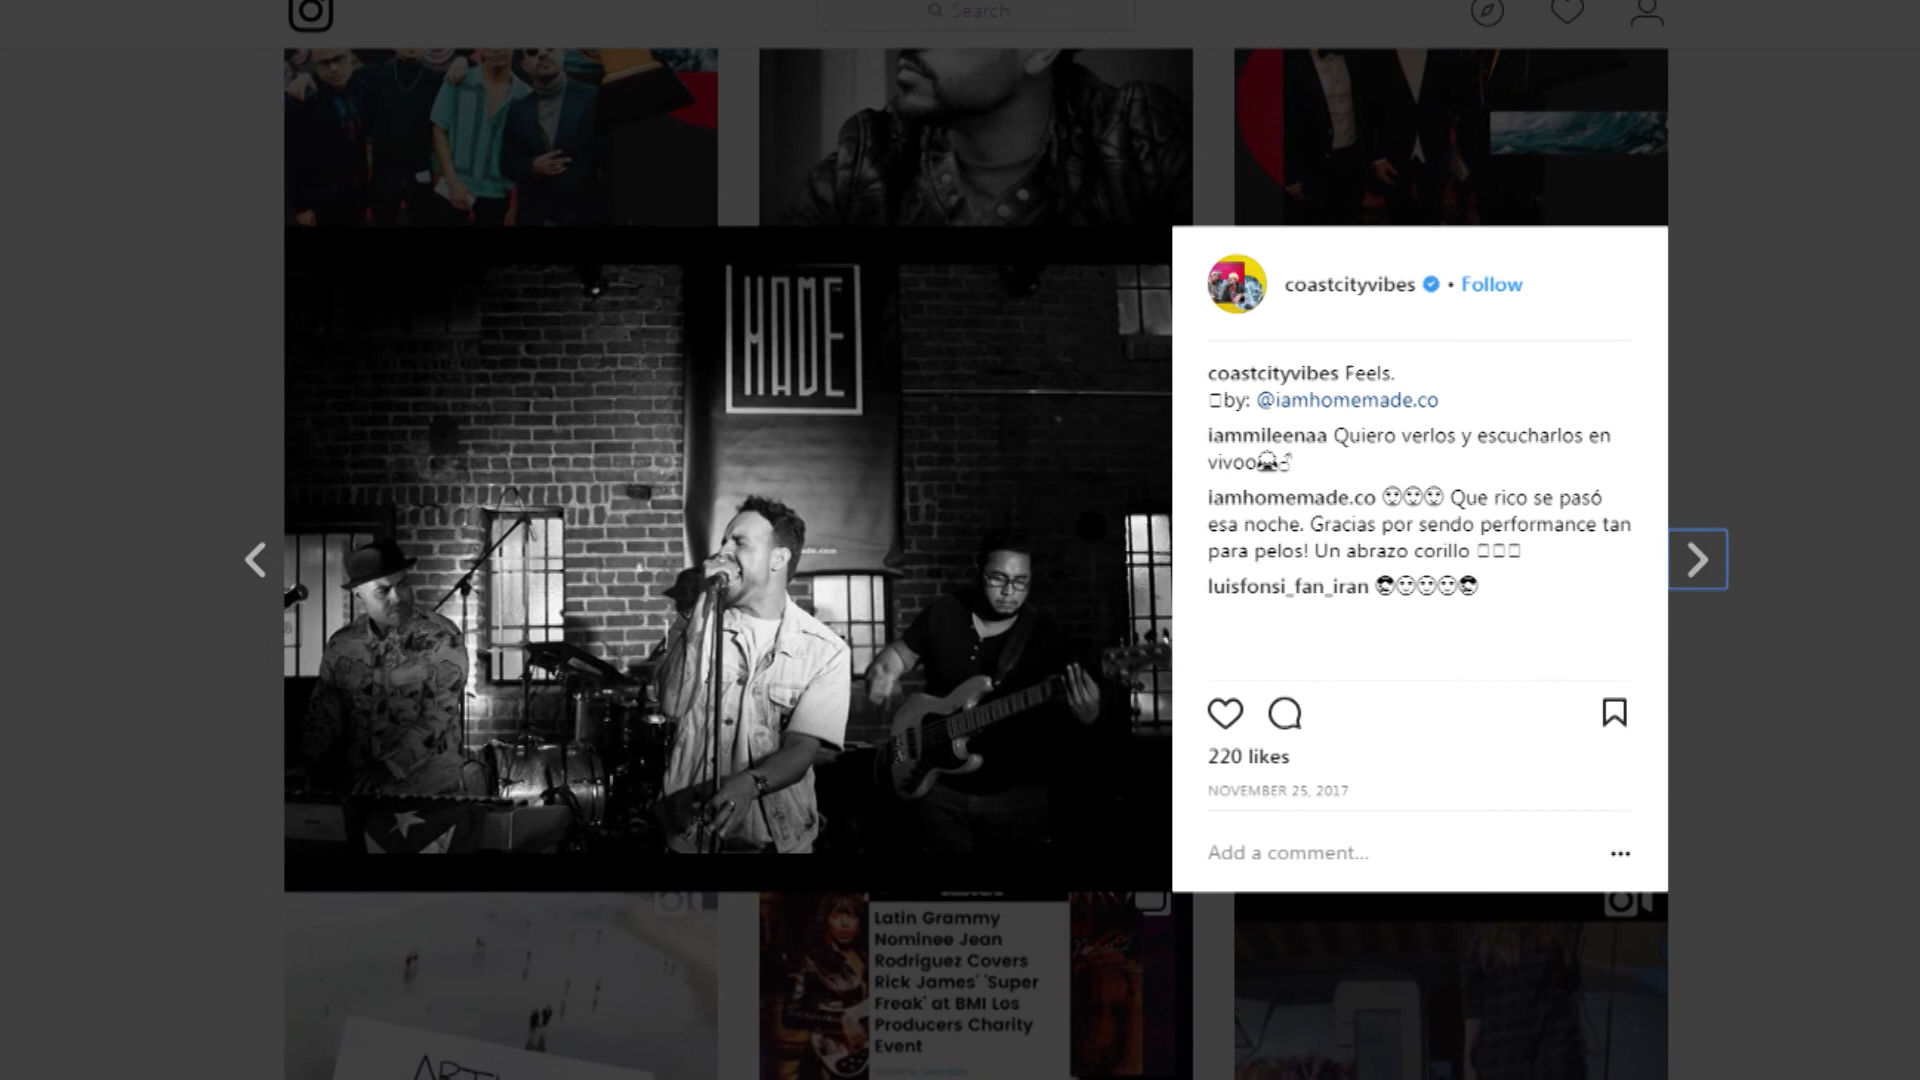 Search
HOME
coastcityvibes • Follow
coastcityvibes Feels.
by: @iamhomemade.co
iammileenaa Quiero verlos y escucharlos en
vivoo
iamhomemade.co Que rico se pasó
esa noche. Gracias por sendo performance tan
para pelos! Un abrazo corillo
luisfonsi_fan_iran
220 likes
NOVEMBER 25, 2017
Add a comment...
Latin Grammy
Nominee Jean
Rodriguez Covers
Rick James' 'Super
Freak' at BMI Los
Producers Charity
Event